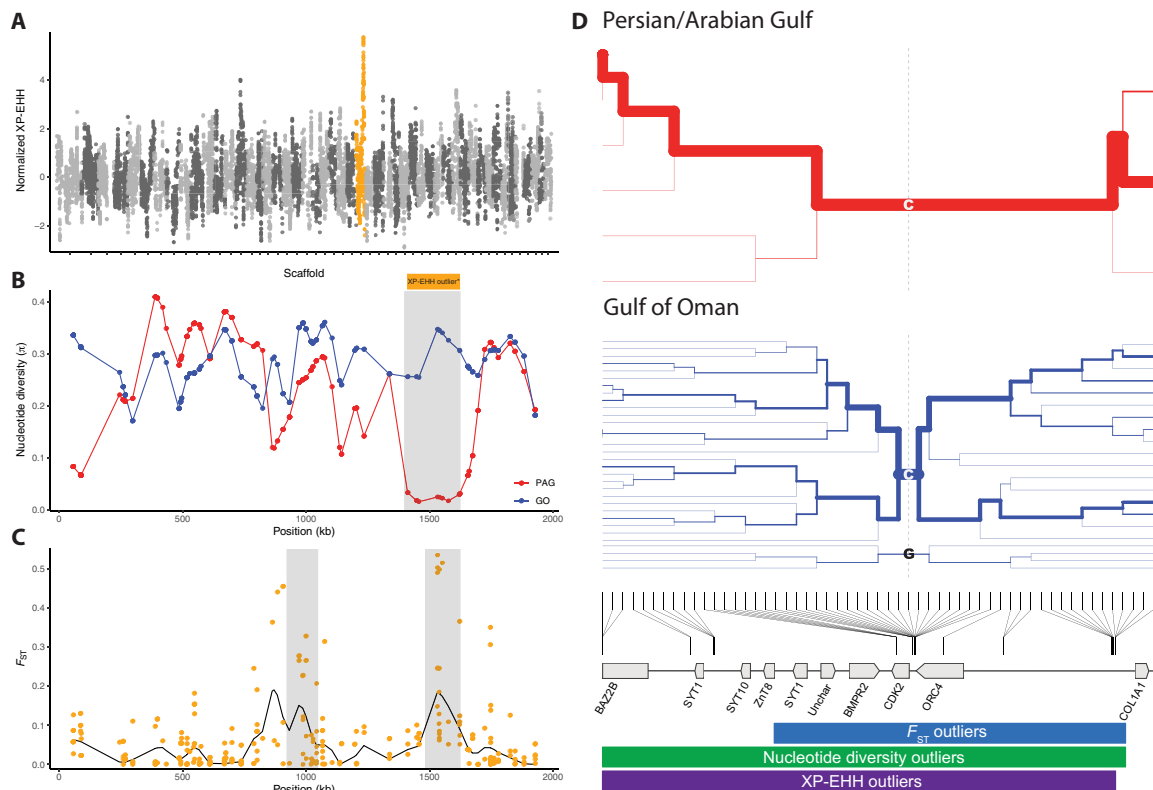 A
Normalized XP-EHH
4
2
0
−2
Scaffold
B
XP-EHH outlier*
Nucleotide diversity (π)
0.4
0.3
0.2
0.1
0.0
PAG
GO
0
500
1000
1500
2000
Position (kb)
C
FST
0.5
0.4
0.3
0.2
0.1
0.0
0
500
1000
1500
2000
Position (kb)
D Persian/Arabian Gulf
C
Gulf of Oman
C
G
BAZ2B
SYT1
SYT10
ZnT8
SYT1
Unchar
BMPR2
CDK2
ORC4
COL1A1
FST outliers
Nucleotide diversity outliers
XP-EHH outliers